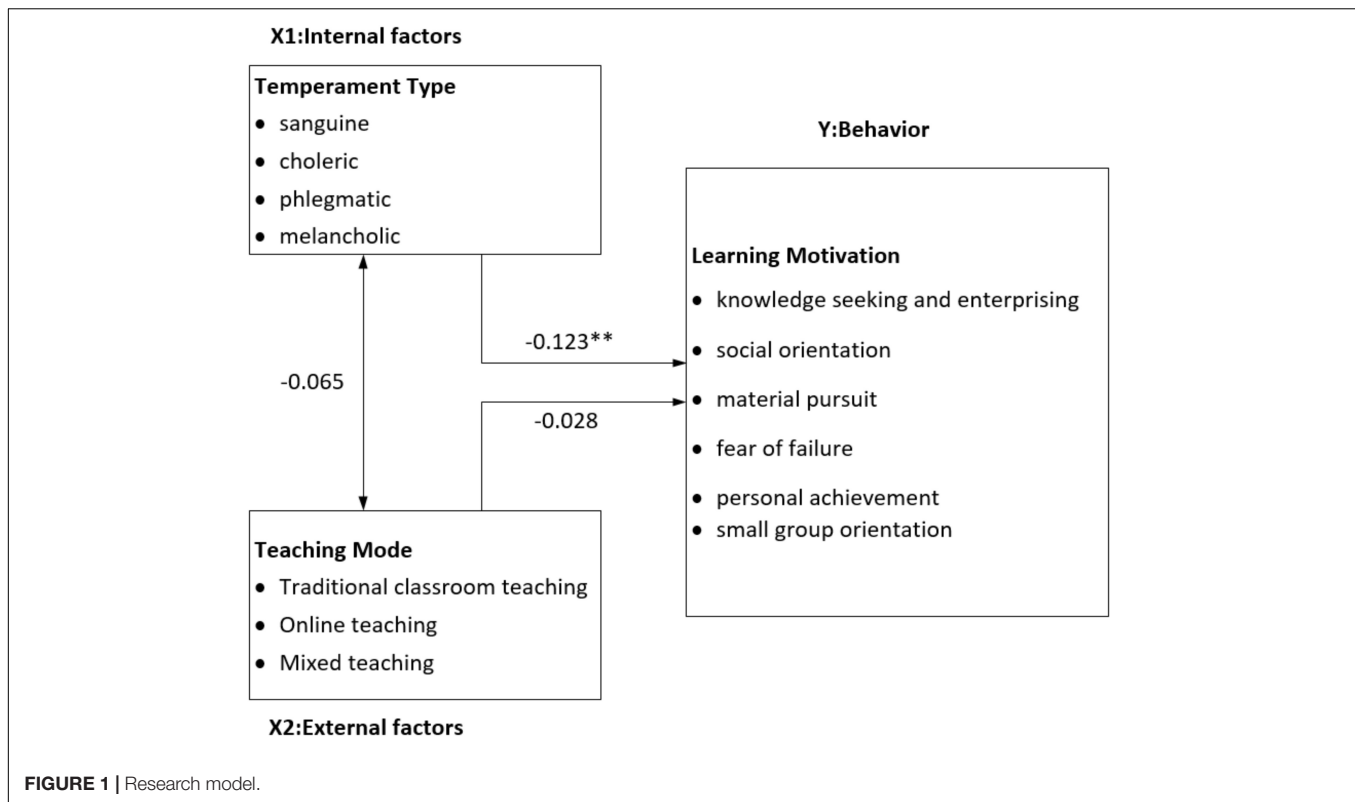 X1:Internal factors
Temperament Type
• sanguine
• choleric
• phlegmatic
• melancholic
Y:Behavior
Learning Motivation
• knowledge seeking and enterprising
• social orientation
• material pursuit
• fear of failure
• personal achievement
• small group orientation
-0.123**
-0.065
-0.028
Teaching Mode
• Traditional classroom teaching
• Online teaching
• Mixed teaching
X2:External factors
FIGURE 1 | Research model.